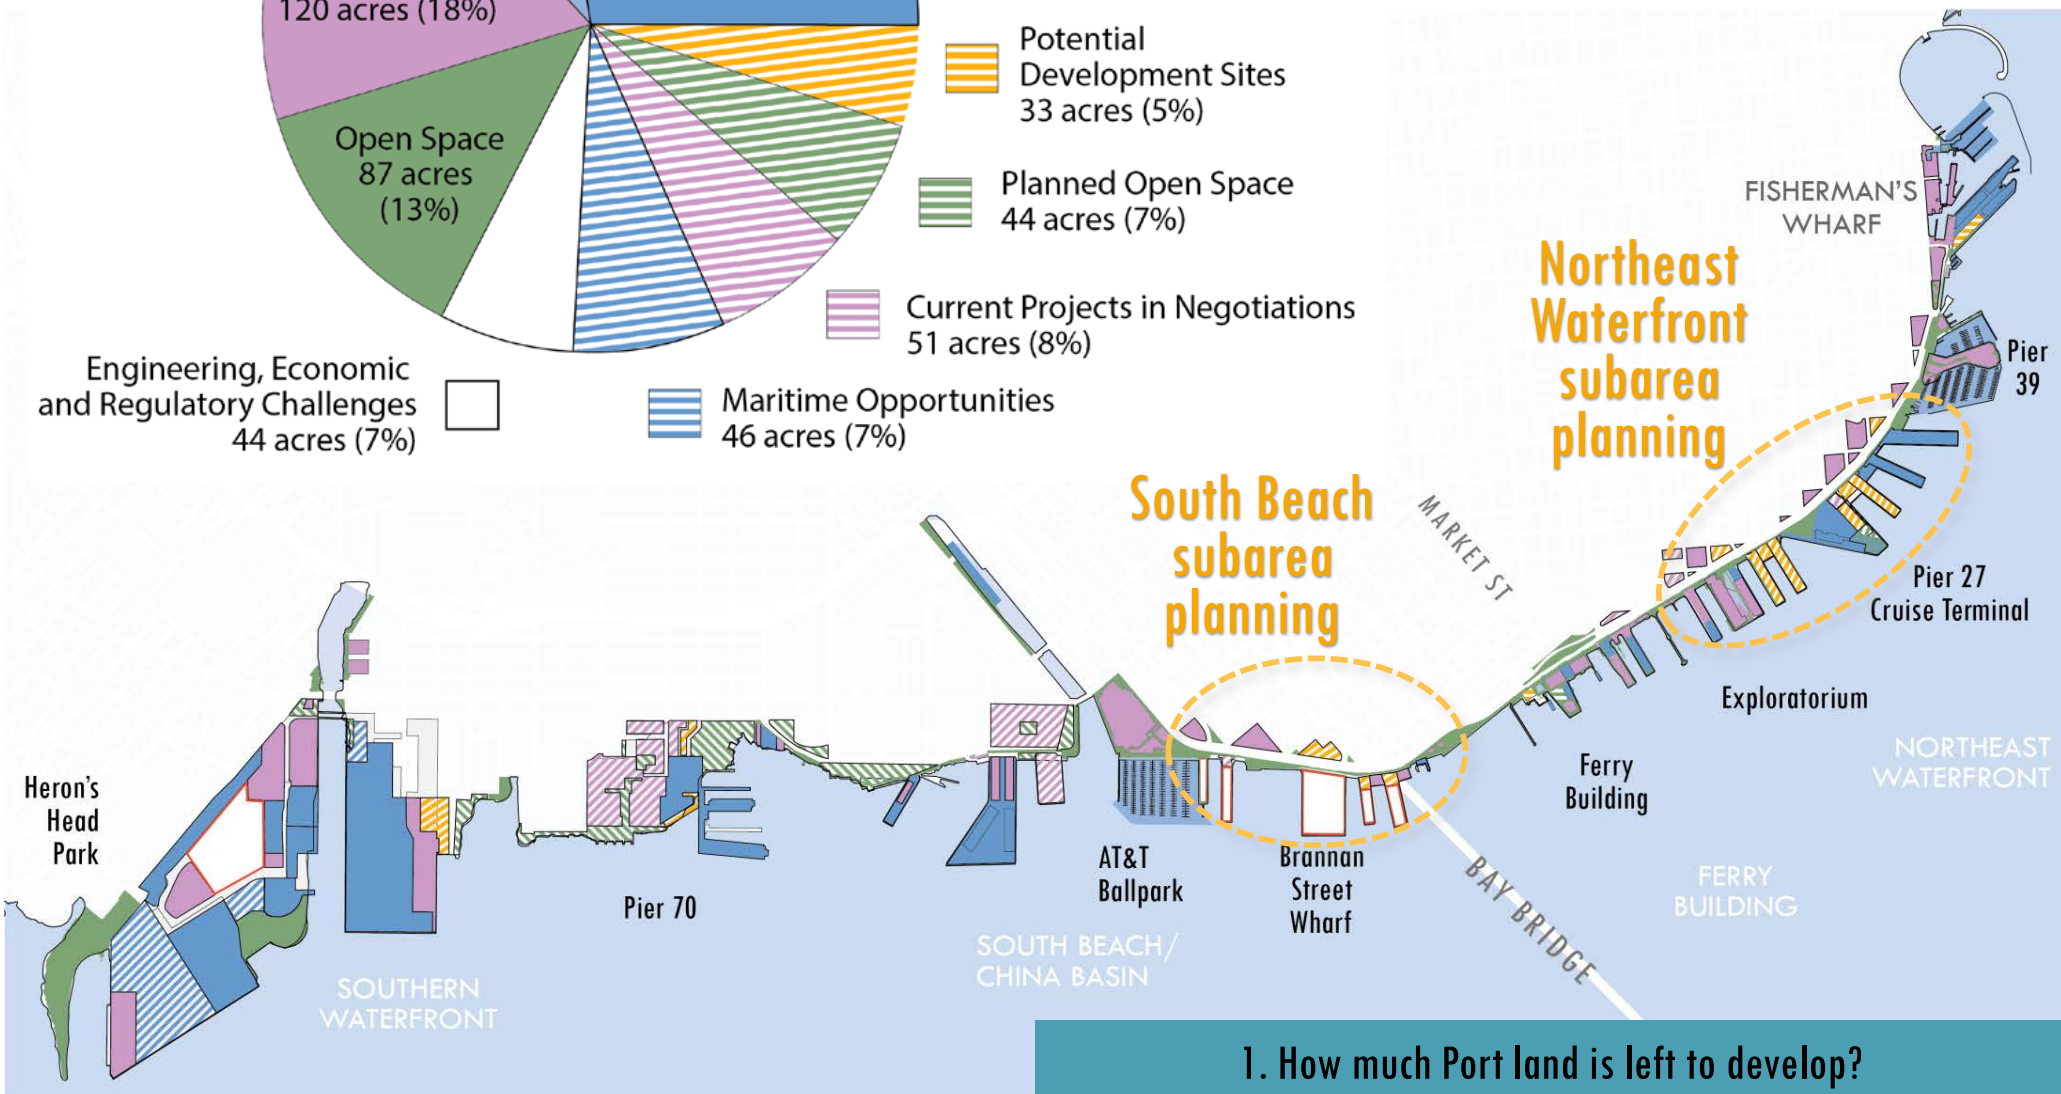 120 acres (18%)
Open Space
87 acres
(13%)
Potential
Development Sites
33 acres (5%)
Planned Open Space
44 acres (7%)
Current Projects in Negotiations
51 acres (8%)
Maritime Opportunities
46 acres (7%)
Engineering, Economic
and Regulatory Challenges
44 acres (7%)
FISHERMAN'S
WHARF
Northeast
Waterfront
subarea
planning
Pier
39
South Beach
subarea
planning
MARKET ST
Pier 27
Cruise Terminal
Exploratorium
NORTHEAST
WATERFRONT
Ferry
Building
FERRY
BUILDING
Heron's
Head
Park
Pier 70
AT&T
Ballpark
Brannan
Street
Wharf
BAY BRIDGE
SOUTH BEACH/
CHINA BASIN
SOUTHERN
WATERFRONT
1. How much Port land is left to develop?